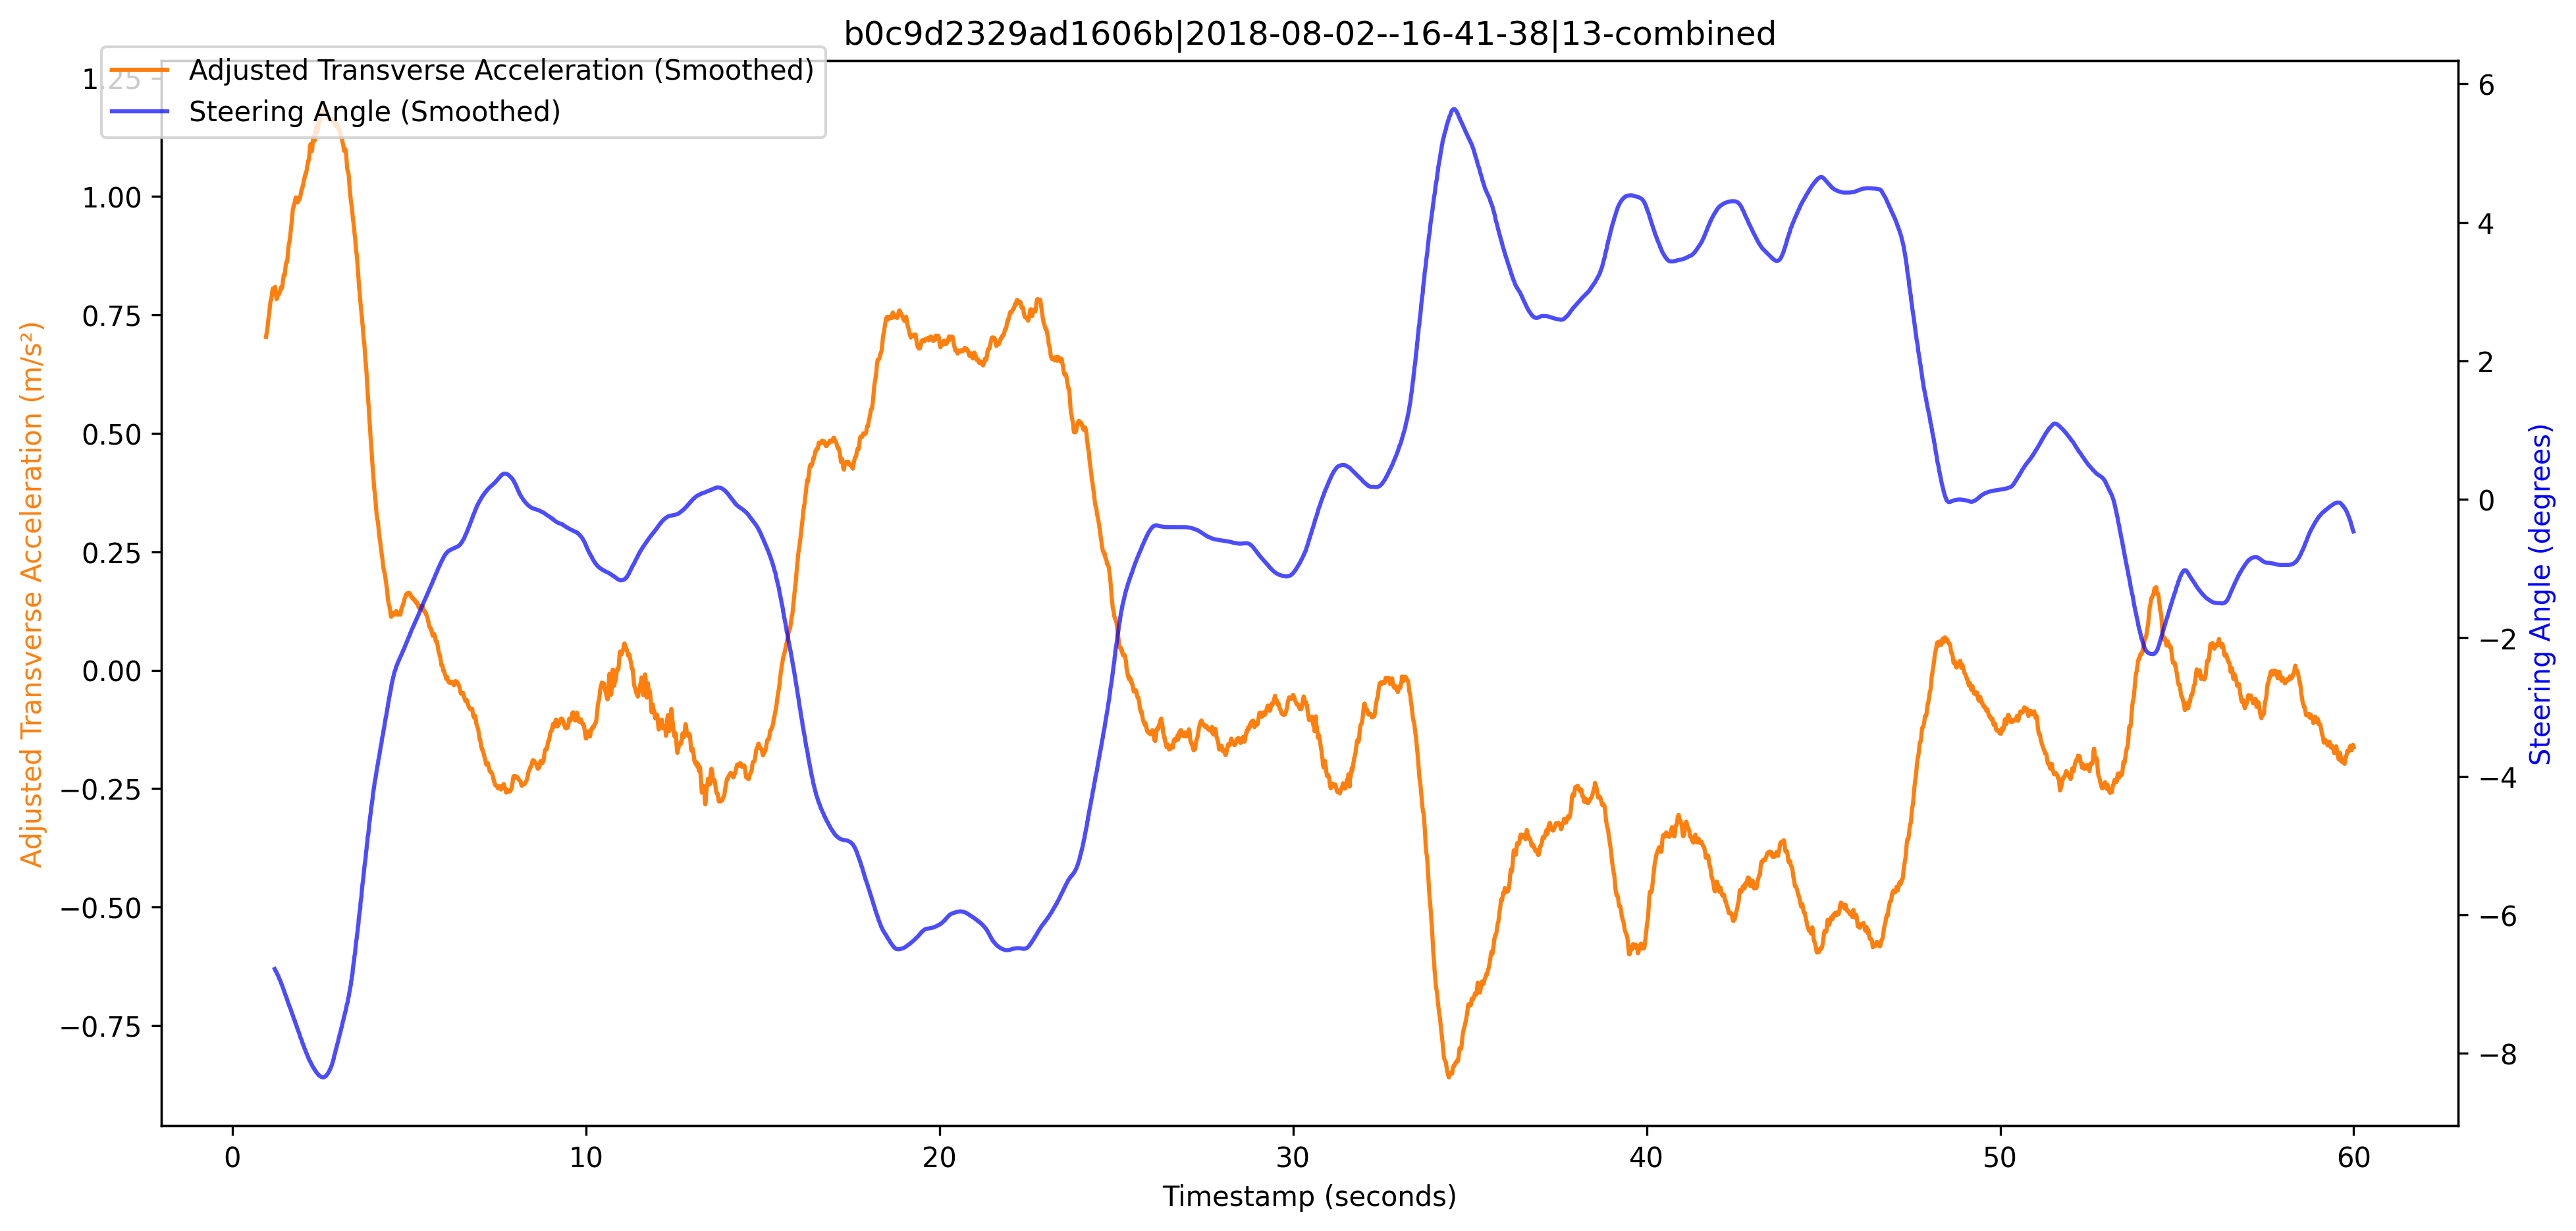 b0c9d2329ad1606b|2018-08-02--16-41-38|13-combined
Adjusted Transverse Acceleration (Smoothed)
Steering Angle (Smoothed)
Adjusted Transverse Acceleration (m/s²)
1.25
1.00
0.75
0.50
0.25
0.00
−0.25
−0.50
−0.75
6
4
2
0
−2
−4
−6
−8
Steering Angle (degrees)
0 10 20 30 40 50 60
Timestamp (seconds)